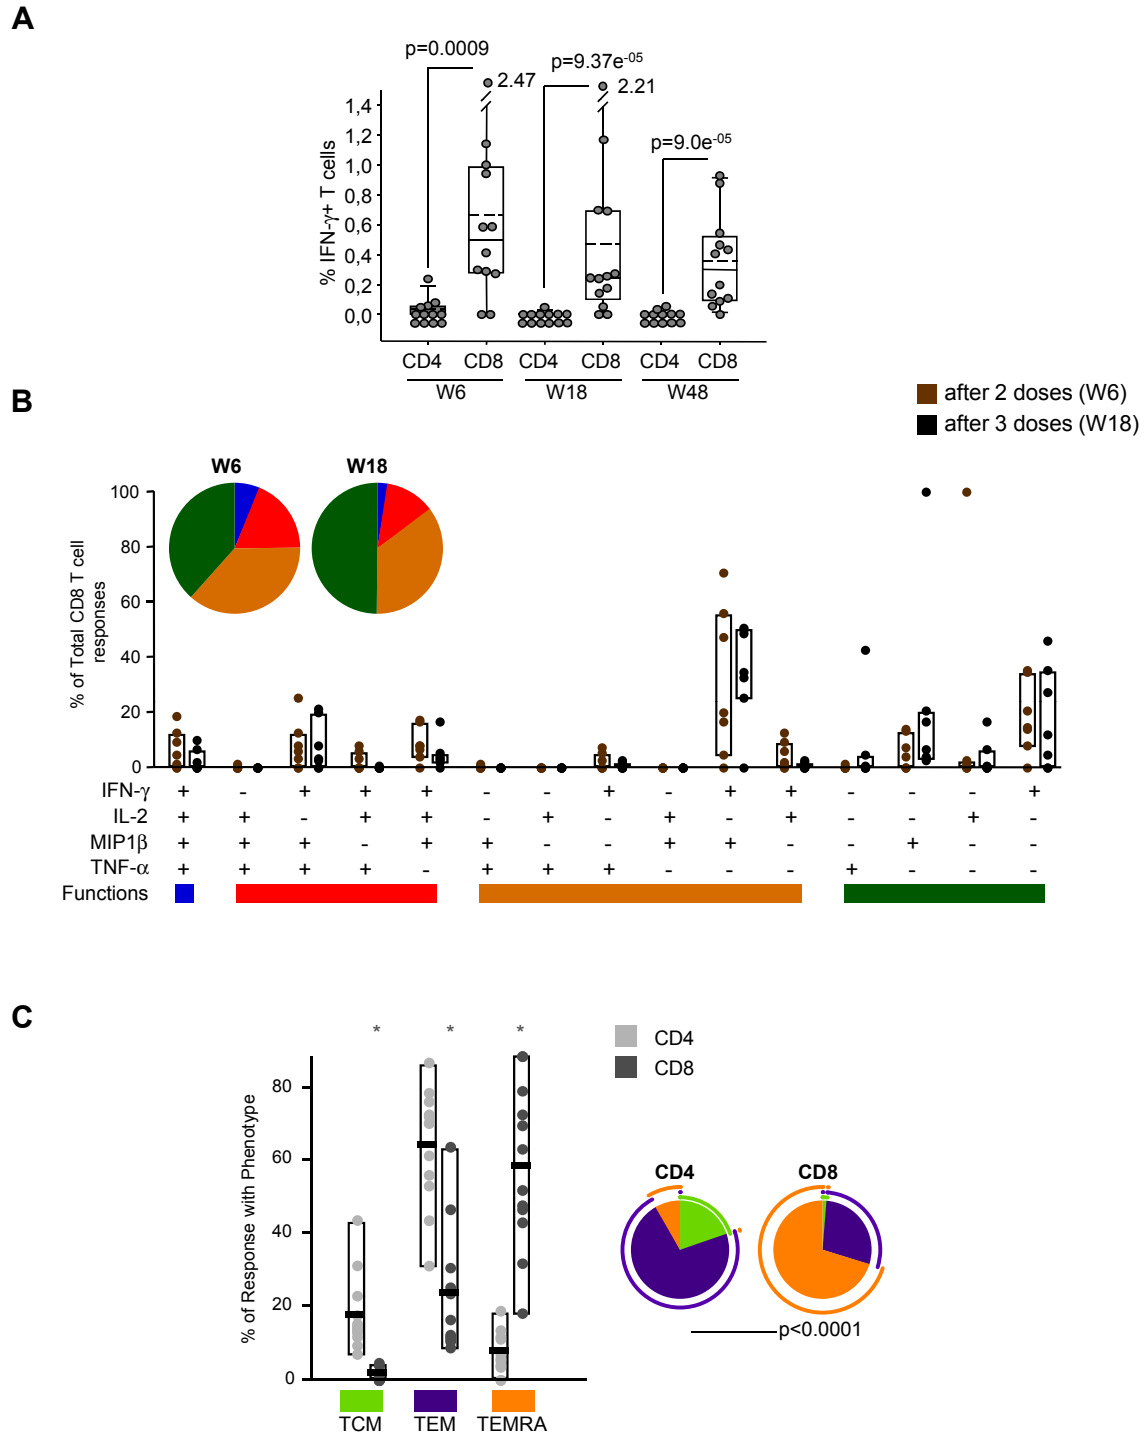 A
p=0.0009
p=9.37e-05
2.47
2.21
p=9.0e-05
1,4
1,2
1,0
0,8
0,6
0,4
0,2
0,0
% IFN-γ+ T cells
CD4 CD8 CD4 CD8 CD4 CD8
W6 W18 W48
B
after 2 doses (W6)
after 3 doses (W18)
W6 W18
100
80
60
40
20
0
% of Total CD8 T cell
responses
IFN-γ + - + + + - - + - + + - - - +
IL-2 + + - + + - + - + - + - - + -
MIP1β + + + - + + - - + + - - + - -
TNF-α + + + + - + + + - - - + - - -
Functions
C
* * *
CD4
CD8
80
60
40
20
0
% of Response with Phenotype
TCM TEM TEMRA
CD4 CD8
p<0.0001